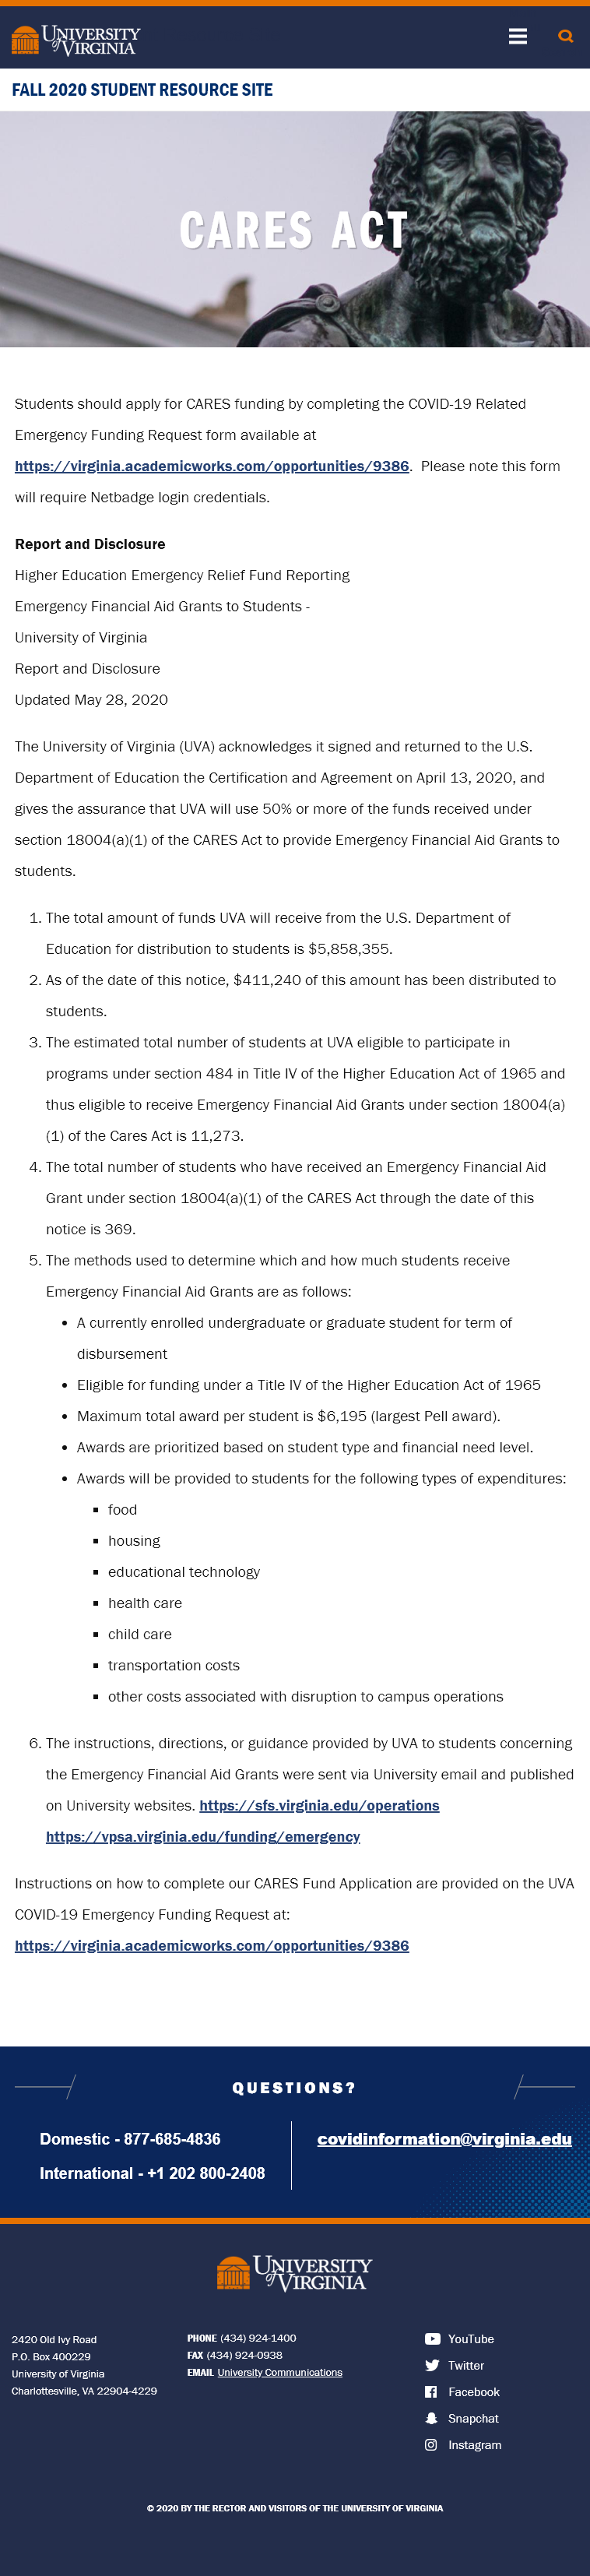 UNIVERSITY
of VIRGINIA
FALL 2020 STUDENT RESOURCE SITE
CARES ACT
Students should apply for CARES funding by completing the COVID-19 Related
Emergency Funding Request form available at
https://virginia.academicworks.com/opportunities/9386.  Please note this form
will require Netbadge login credentials.
Report and Disclosure
Higher Education Emergency Relief Fund Reporting
Emergency Financial Aid Grants to Students -
University of Virginia
Report and Disclosure
Updated May 28, 2020
The University of Virginia (UVA) acknowledges it signed and returned to the U.S.
Department of Education the Certification and Agreement on April 13, 2020, and
gives the assurance that UVA will use 50% or more of the funds received under
section 18004(a)(1) of the CARES Act to provide Emergency Financial Aid Grants to
students.
1. The total amount of funds UVA will receive from the U.S. Department of
Education for distribution to students is $5,858,355.
2. As of the date of this notice, $411,240 of this amount has been distributed to
students.
3. The estimated total number of students at UVA eligible to participate in
programs under section 484 in Title IV of the Higher Education Act of 1965 and
thus eligible to receive Emergency Financial Aid Grants under section 18004(a)
(1) of the Cares Act is 11,273.
4. The total number of students who have received an Emergency Financial Aid
Grant under section 18004(a)(1) of the CARES Act through the date of this
notice is 369.
5. The methods used to determine which and how much students receive
Emergency Financial Aid Grants are as follows:
• A currently enrolled undergraduate or graduate student for term of
disbursement
• Eligible for funding under a Title IV of the Higher Education Act of 1965
• Maximum total award per student is $6,195 (largest Pell award).
• Awards are prioritized based on student type and financial need level.
• Awards will be provided to students for the following types of expenditures:
▪ food
▪ housing
▪ educational technology
▪ health care
▪ child care
▪ transportation costs
▪ other costs associated with disruption to campus operations
6. The instructions, directions, or guidance provided by UVA to students concerning
the Emergency Financial Aid Grants were sent via University email and published
on University websites. https://sfs.virginia.edu/operations
https://vpsa.virginia.edu/funding/emergency
Instructions on how to complete our CARES Fund Application are provided on the UVA
COVID-19 Emergency Funding Request at:
https://virginia.academicworks.com/opportunities/9386
QUESTIONS?
Domestic - 877-685-4836
International - +1 202 800-2408
covidinformation@virginia.edu
UNIVERSITY
of VIRGINIA
2420 Old Ivy Road
P.O. Box 400229
University of Virginia
Charlottesville, VA 22904-4229
PHONE (434) 924-1400
FAX (434) 924-0938
EMAIL University Communications
YouTube
Twitter
Facebook
Snapchat
Instagram
© 2020 BY THE RECTOR AND VISITORS OF THE UNIVERSITY OF VIRGINIA